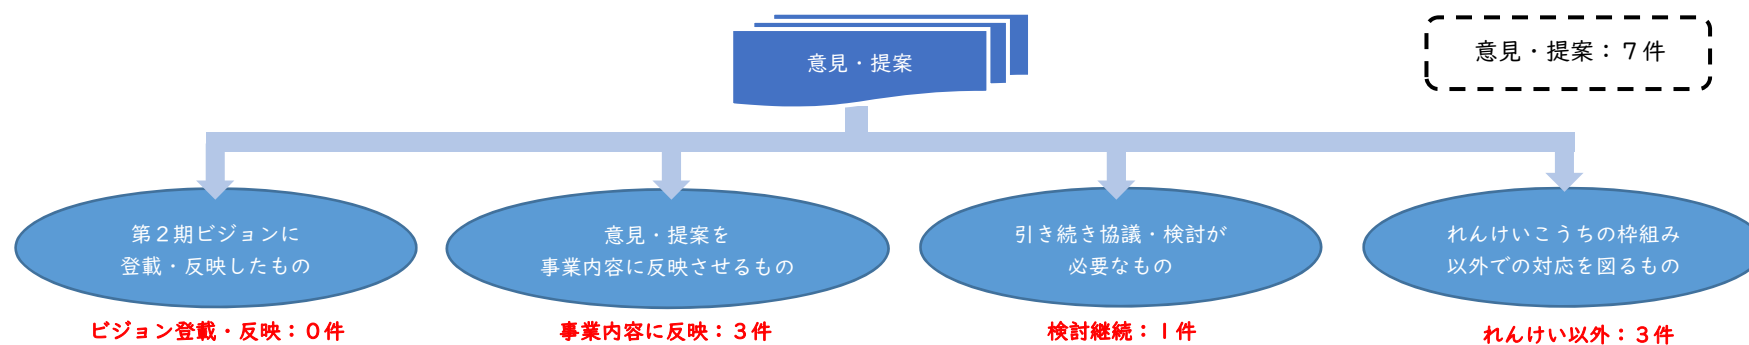 意見・提案
意見・提案：７件
第２期ビジョンに
登載・反映したもの
意見・提案を
事業内容に反映させるもの
引き続き協議・検討が
必要なもの
れんけいこうちの枠組み
以外での対応を図るもの
ビジョン登載・反映：０件
事業内容に反映：３件
検討継続：１件
れんけい以外：３件